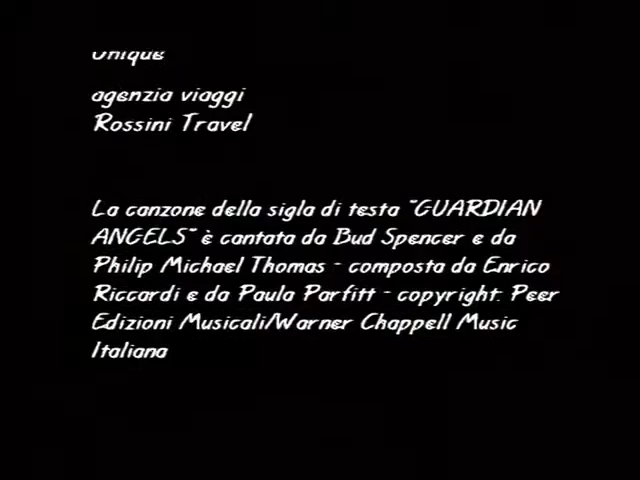 Unique
agenzia viaggi
Rossini Travel
La canzone della sigla di testa "GUARDIAN
ANGELS" è cantata da Bud Spencer e da
Philip Michael Thomas - composta da Enrico
Riccardi e da Paula Parfitt - copyright: Peer
Edizioni Musicali/Warner Chappell Music
Italiana